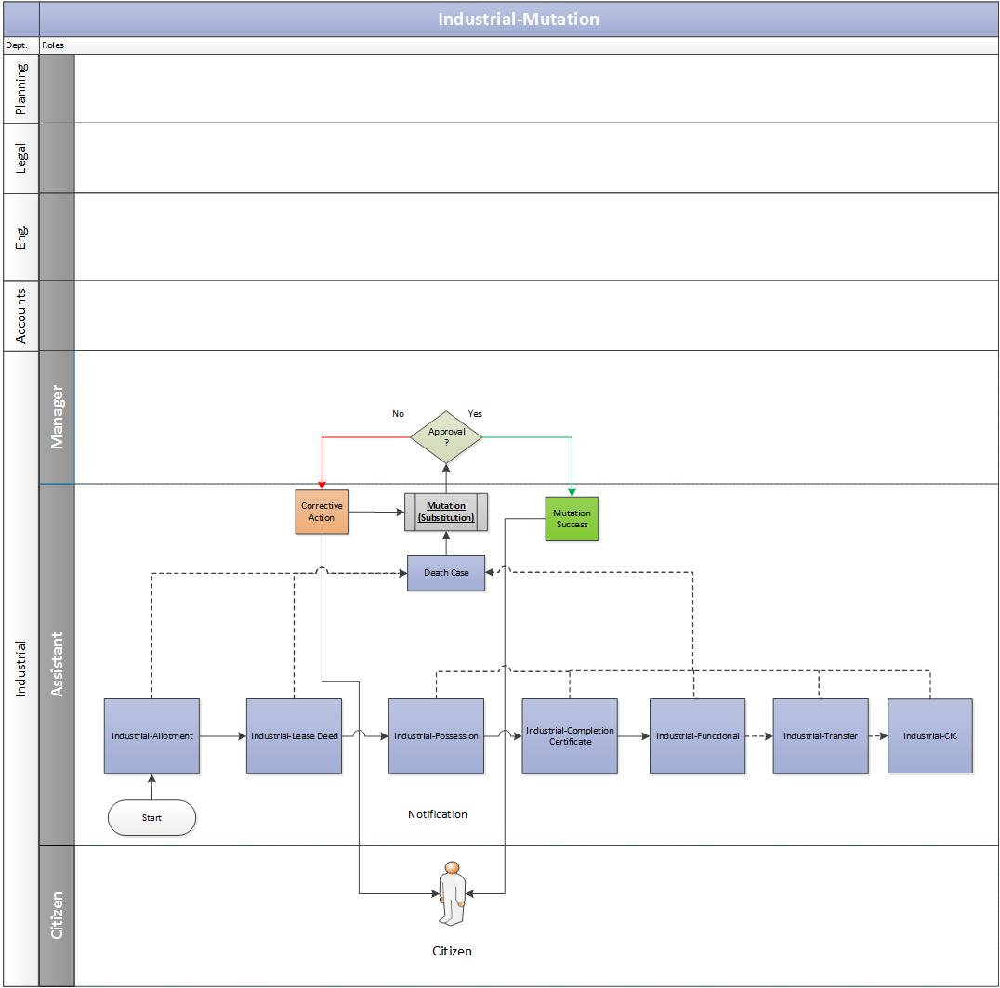 Industrial-Mutation
Dept.
Roles
Planning
Legal
Eng.
Accounts
Industrial
Manager
No
Yes
Approval
?
Assistant
Corrective
Action
Mutation
(Substitution)
Mutation
Success
Death Case
Industrial-Allotment
Industrial-Lease Deed
Industrial-Possession
Industrial-Completion
Certificate
Industrial-Functional
Industrial-Transfer
Industrial-CIC
Start
Notification
Citizen
Citizen